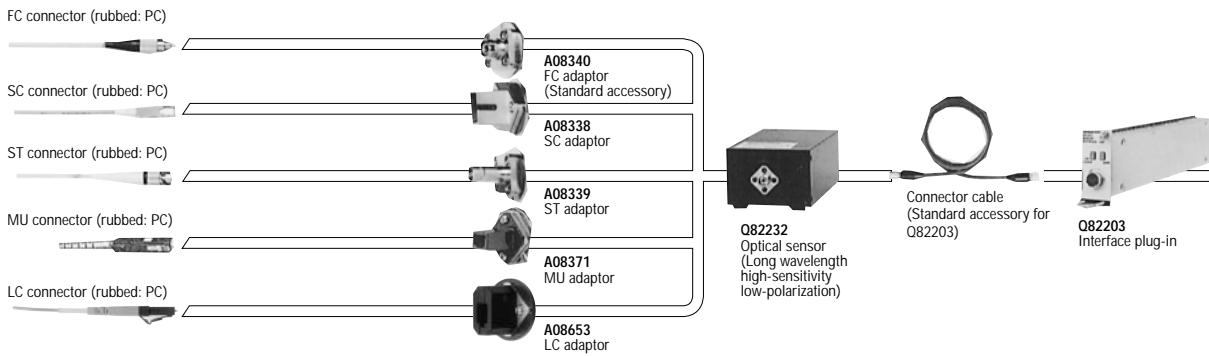 FC connector (rubbed: PC)
A08340
FC adaptor
(Standard accessory)
SC connector (rubbed: PC)
A08338
SC adaptor
ST connector (rubbed: PC)
A08339
ST adaptor
MU connector (rubbed: PC)
A08371
MU adaptor
LC connector (rubbed: PC)
A08653
LC adaptor
Q82232
Optical sensor
(Long wavelength
high-sensitivity
low-polarization)
Connector cable
(Standard accessory for
Q82203)
Q82203
Interface plug-in